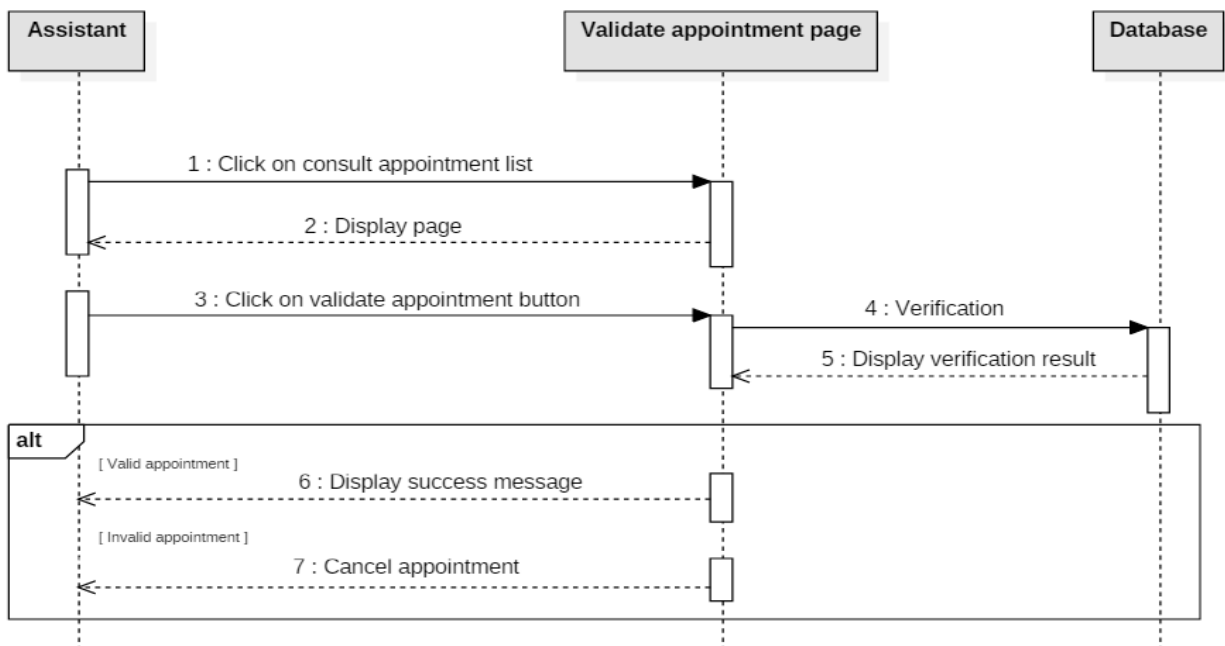 Assistant
Validate appointment page
Database
1 : Click on consult appointment list
2 : Display page
3 : Click on validate appointment button
4 : Verification
5 : Display verification result
alt
[ Valid appointment ]
6 : Display success message
[ Invalid appointment ]
7 : Cancel appointment